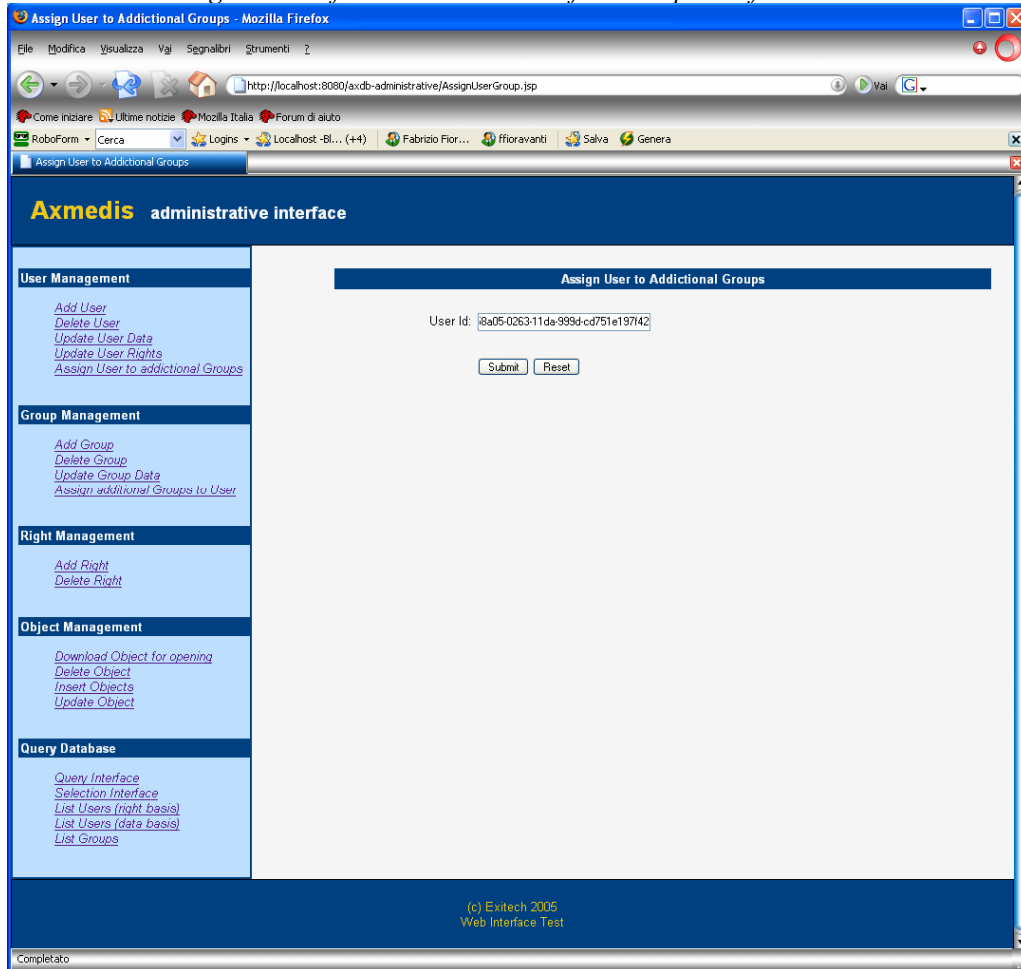 Assign User to Addictional Groups - Mozilla Firefox
File Modifica Visualizza Vai Segnalibri Strumenti ?
http://localhost:8080/axdb-administrative/AssignUserGroup.jsp
Vai
G
Come iniziare Ultime notizie Mozilla Italia Forum di aiuto
RoboForm Cerca Logins Localhost -Bl... (+4) Fabrizio Fior... ffioravanti Salva Genera
Assign User to Addictional Groups
Axmedis administrative interface
User Management
Add User
Delete User
Update User Data
Update User Rights
Assign User to addictional Groups
Group Management
Add Group
Delete Group
Update Group Data
Assign additional Groups to User
Right Management
Add Right
Delete Right
Object Management
Download Object for opening
Delete Object
Insert Objects
Update Object
Query Database
Query Interface
Selection Interface
List Users (right basis)
List Users (data basis)
List Groups
Assign User to Addictional Groups
User Id: 8a05-0263-11da-999d-cd751e197f42
Submit Reset
(c) Exitech 2005
Web Interface Test
Completato